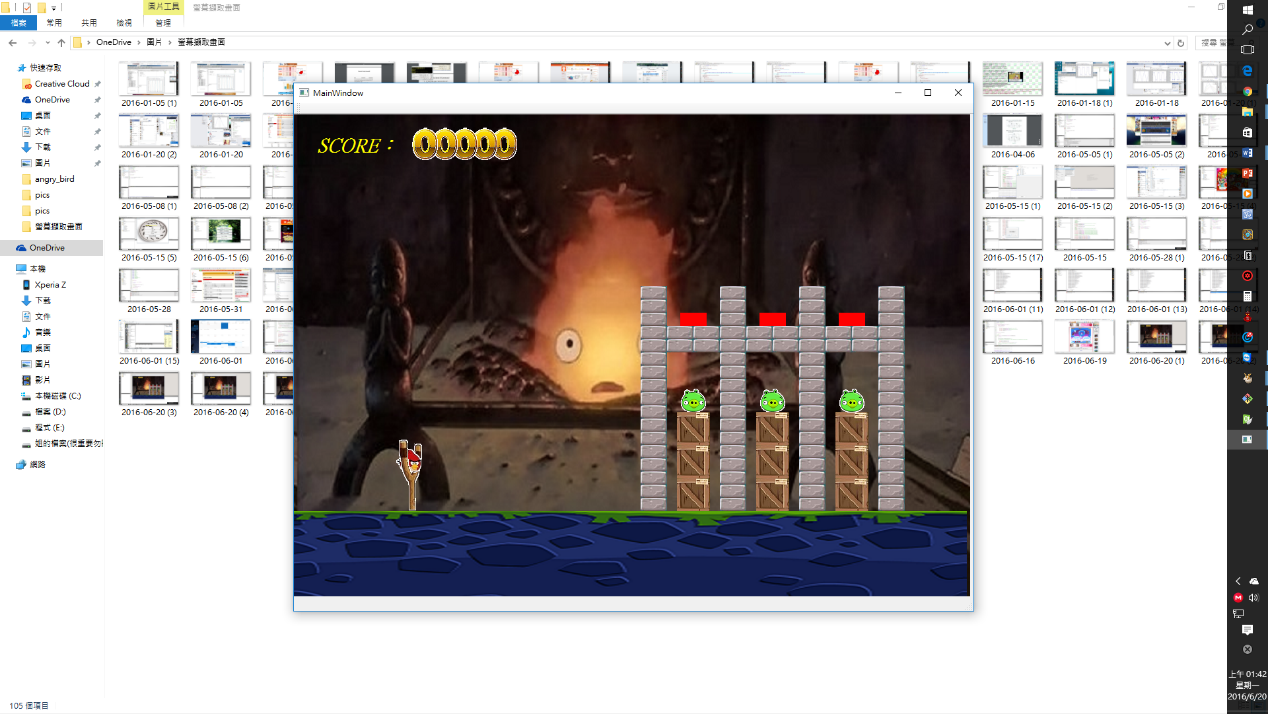 圖片工具
螢幕擷取畫面
檔案
常用
共用
檢視
管理
OneDrive
圖片
螢幕擷取畫面
快速存取
Creative Cloud
OneDrive
桌面
文件
下載
圖片
angry_bird
pics
pics
螢幕擷取畫面
OneDrive
本機
Xperia Z
下載
文件
音樂
桌面
圖片
影片
本機磁碟 (C:)
檔案 (D:)
程式 (E:)
姐的檔案(很重要勿
網路
105 個項目
MainWindow
SCORE：
00000
2016-01-05 (1)
2016-01-05
2016-01-15
2016-01-18 (1)
2016-01-18
2016-01-20 (2)
2016-01-20
2016-04-06
2016-05-05 (1)
2016-05-05 (2)
2016-05-08 (1)
2016-05-08 (2)
2016-05-15 (1)
2016-05-15 (2)
2016-05-15 (3)
2016-05-15 (5)
2016-05-15 (6)
2016-05-15 (17)
2016-05-15
2016-05-28 (1)
2016-05-28
2016-05-31
2016-06-01 (11)
2016-06-01 (12)
2016-06-01 (13)
2016-06-01 (15)
2016-06-01
2016-06-16
2016-06-19
2016-06-20 (1)
2016-06-20 (3)
2016-06-20 (4)
搜尋
上午 01:42
星期一
2016/6/20